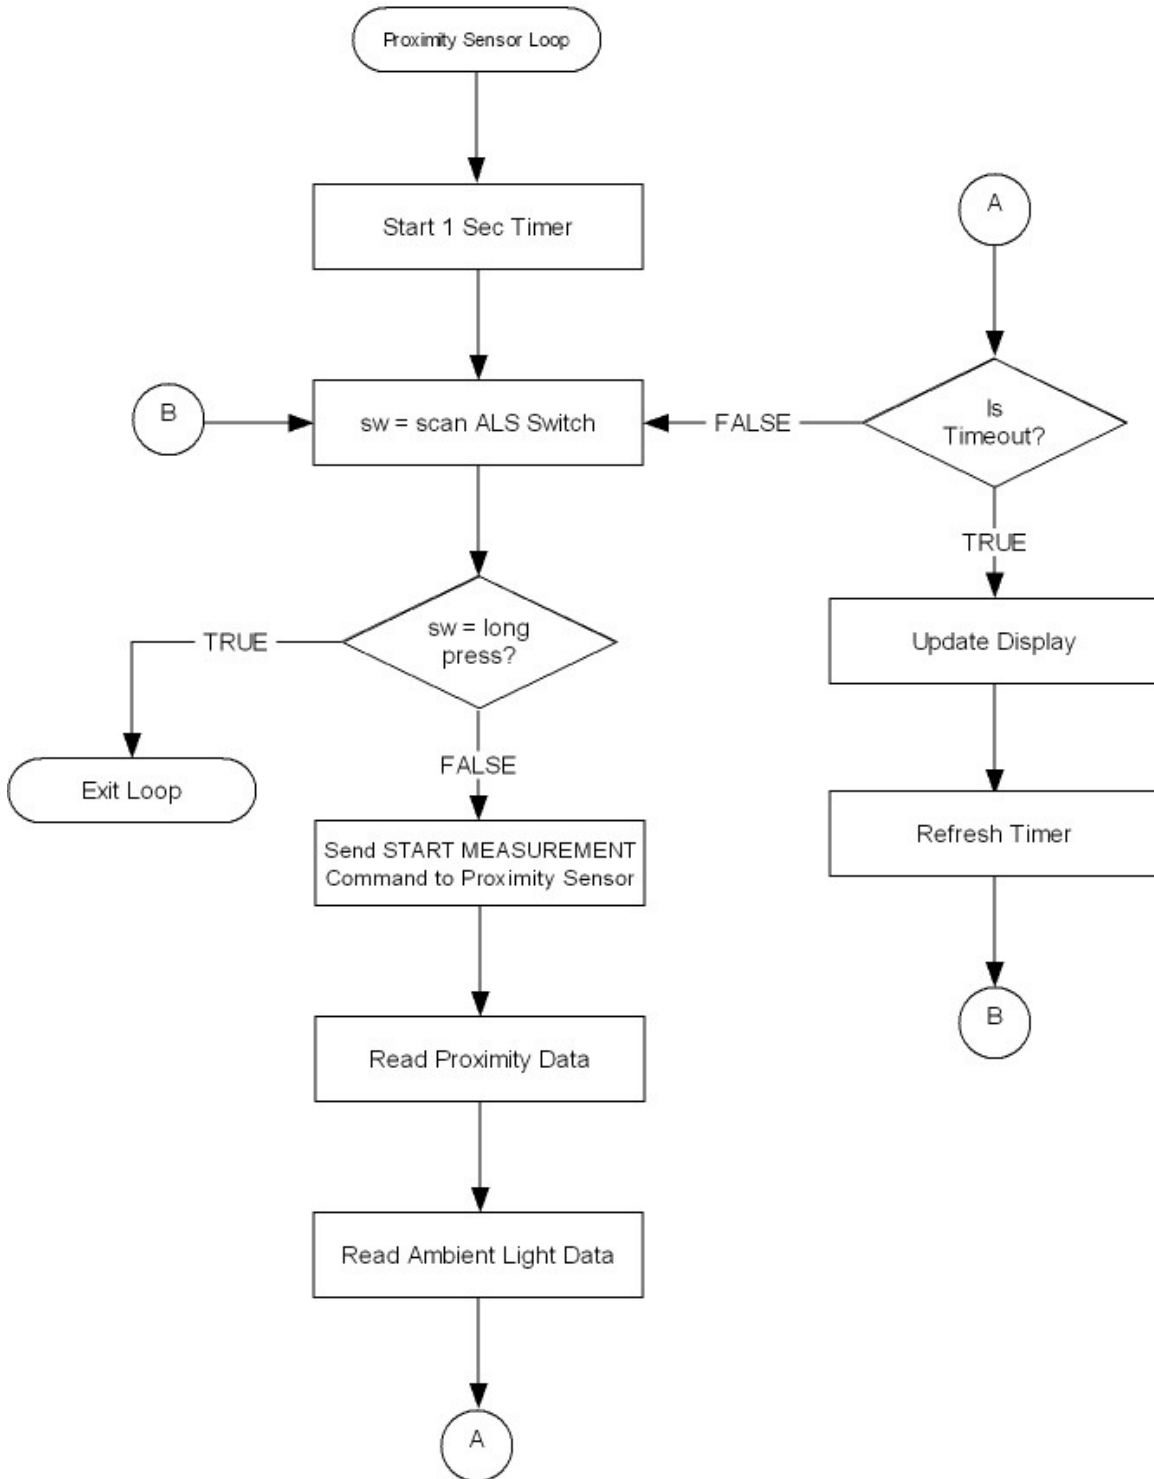 Proximity Sensor Loop
Start 1 Sec Timer
B
sw = scan ALS Switch
sw = long
press?
TRUE
Exit Loop
FALSE
Send START MEASUREMENT
Command to Proximity Sensor
Read Proximity Data
Read Ambient Light Data
A
A
Is
Timeout?
FALSE
TRUE
Update Display
Refresh Timer
B